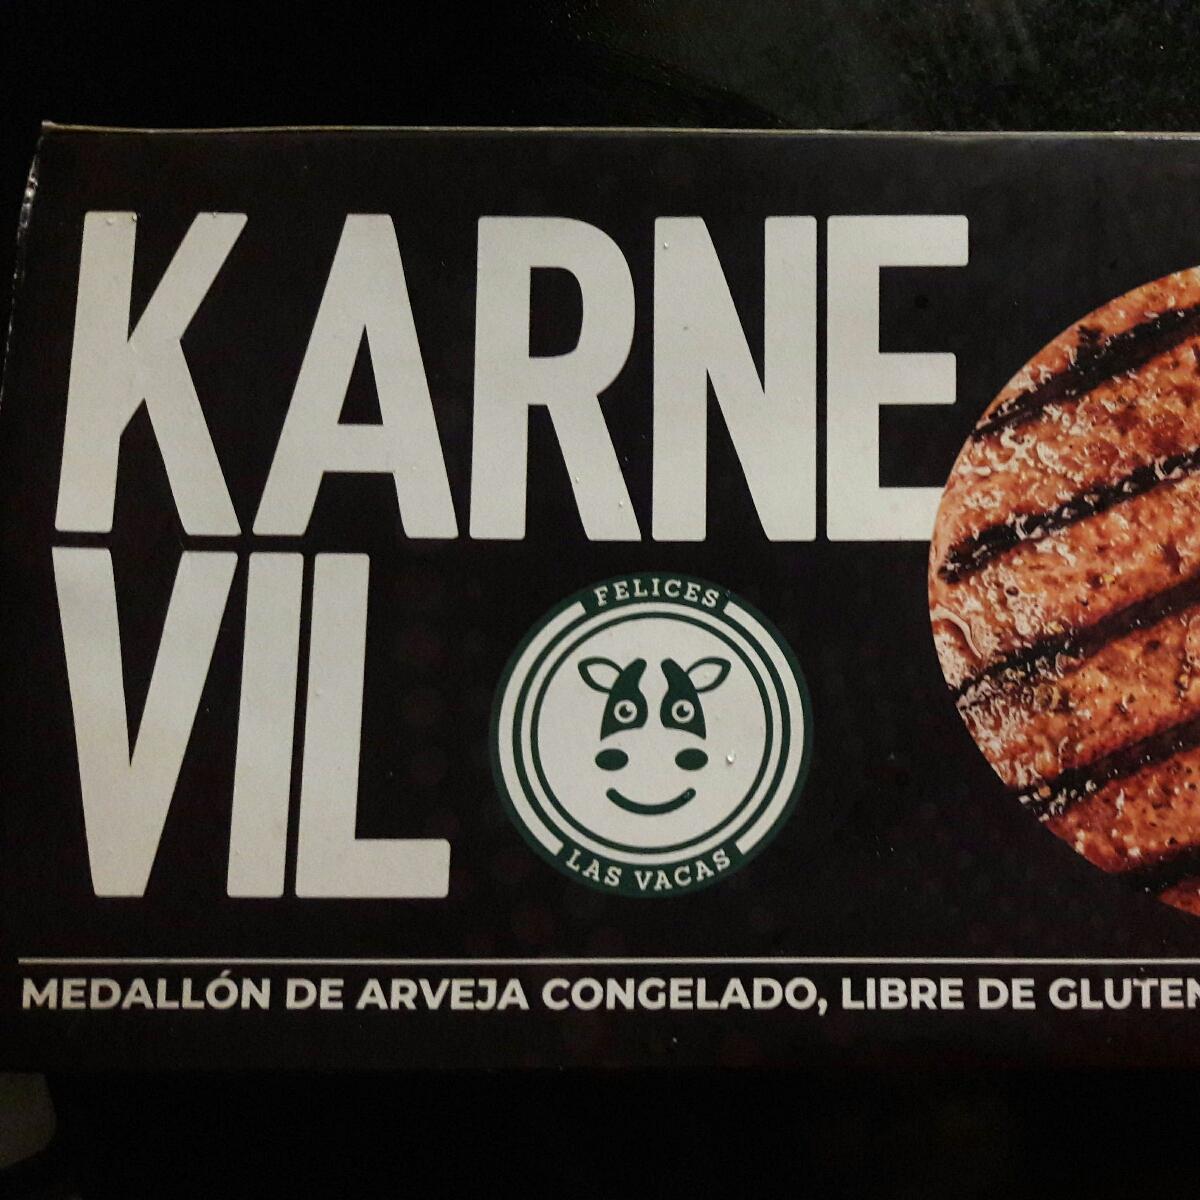 KARNE
VIL
FELICES
LAS VACAS
MEDALLÓN DE ARVEJA CONGELADO, LIBRE DE GLUTEN